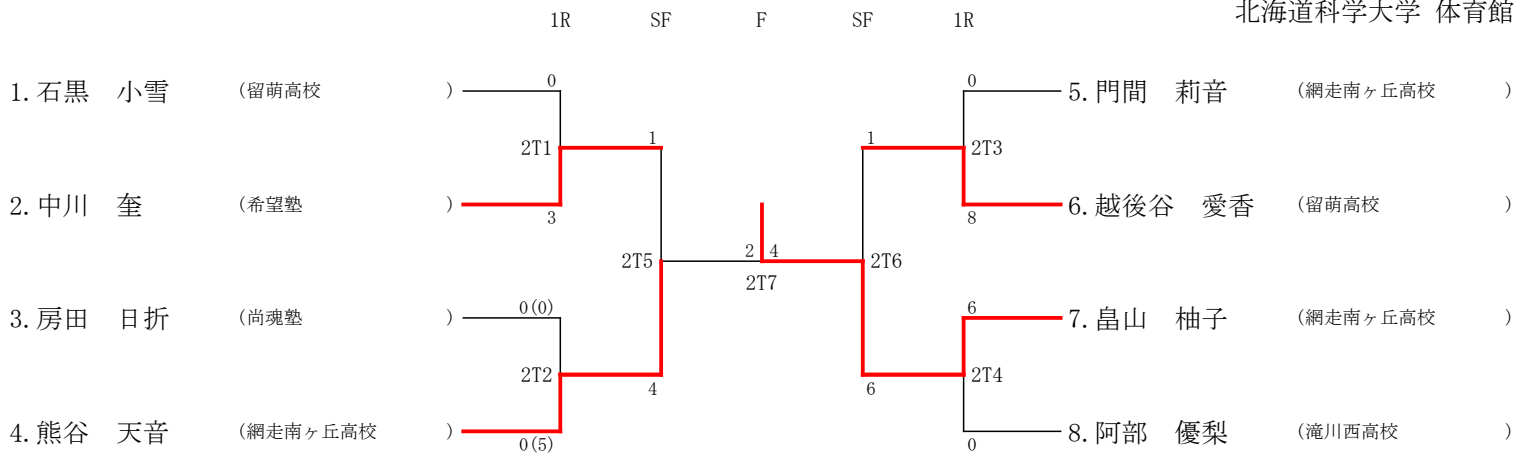 北海道科学大学 体育館
1R SF F SF 1R
1. 石黒 小雪 (留萌高校 ) 0
2T1 1
2. 中川 奎 (希望塾 ) 3
2T5
3. 房田 日折 (尚魂塾 ) 0(0)
2T2 4
4. 熊谷 天音 (網走南ヶ丘高校 ) 0(5)
2 4
2T7
0 5. 門間 莉音 (網走南ヶ丘高校 )
1 2T3
8 6. 越後谷 愛香 (留萌高校 )
2T6
6 7. 畠山 柚子 (網走南ヶ丘高校 )
6 2T4
0 8. 阿部 優梨 (滝川西高校 )